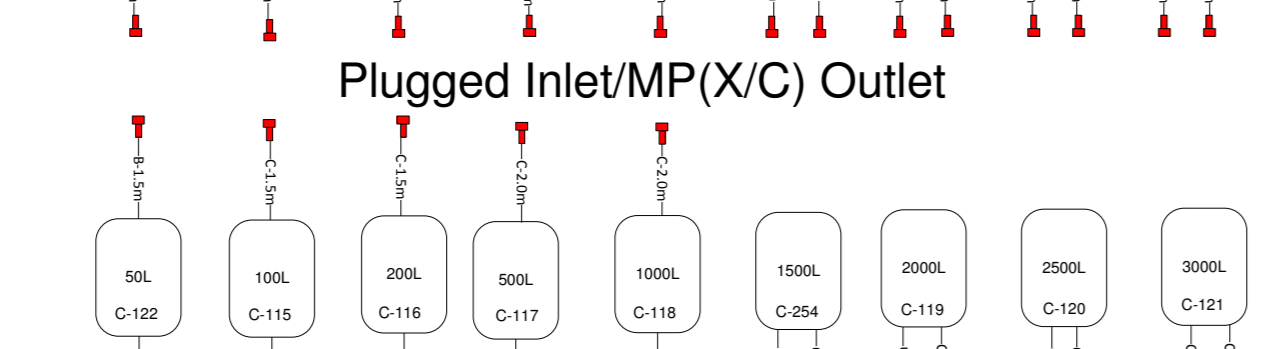 Plugged Inlet/MP(X/C) Outlet
B-1.5m
C-1.5m
C-1.5m
C-2.0m
C-2.0m
50L
C-122
100L
C-115
200L
C-116
500L
C-117
1000L
C-118
1500L
C-254
2000L
C-119
2500L
C-120
3000L
C-121